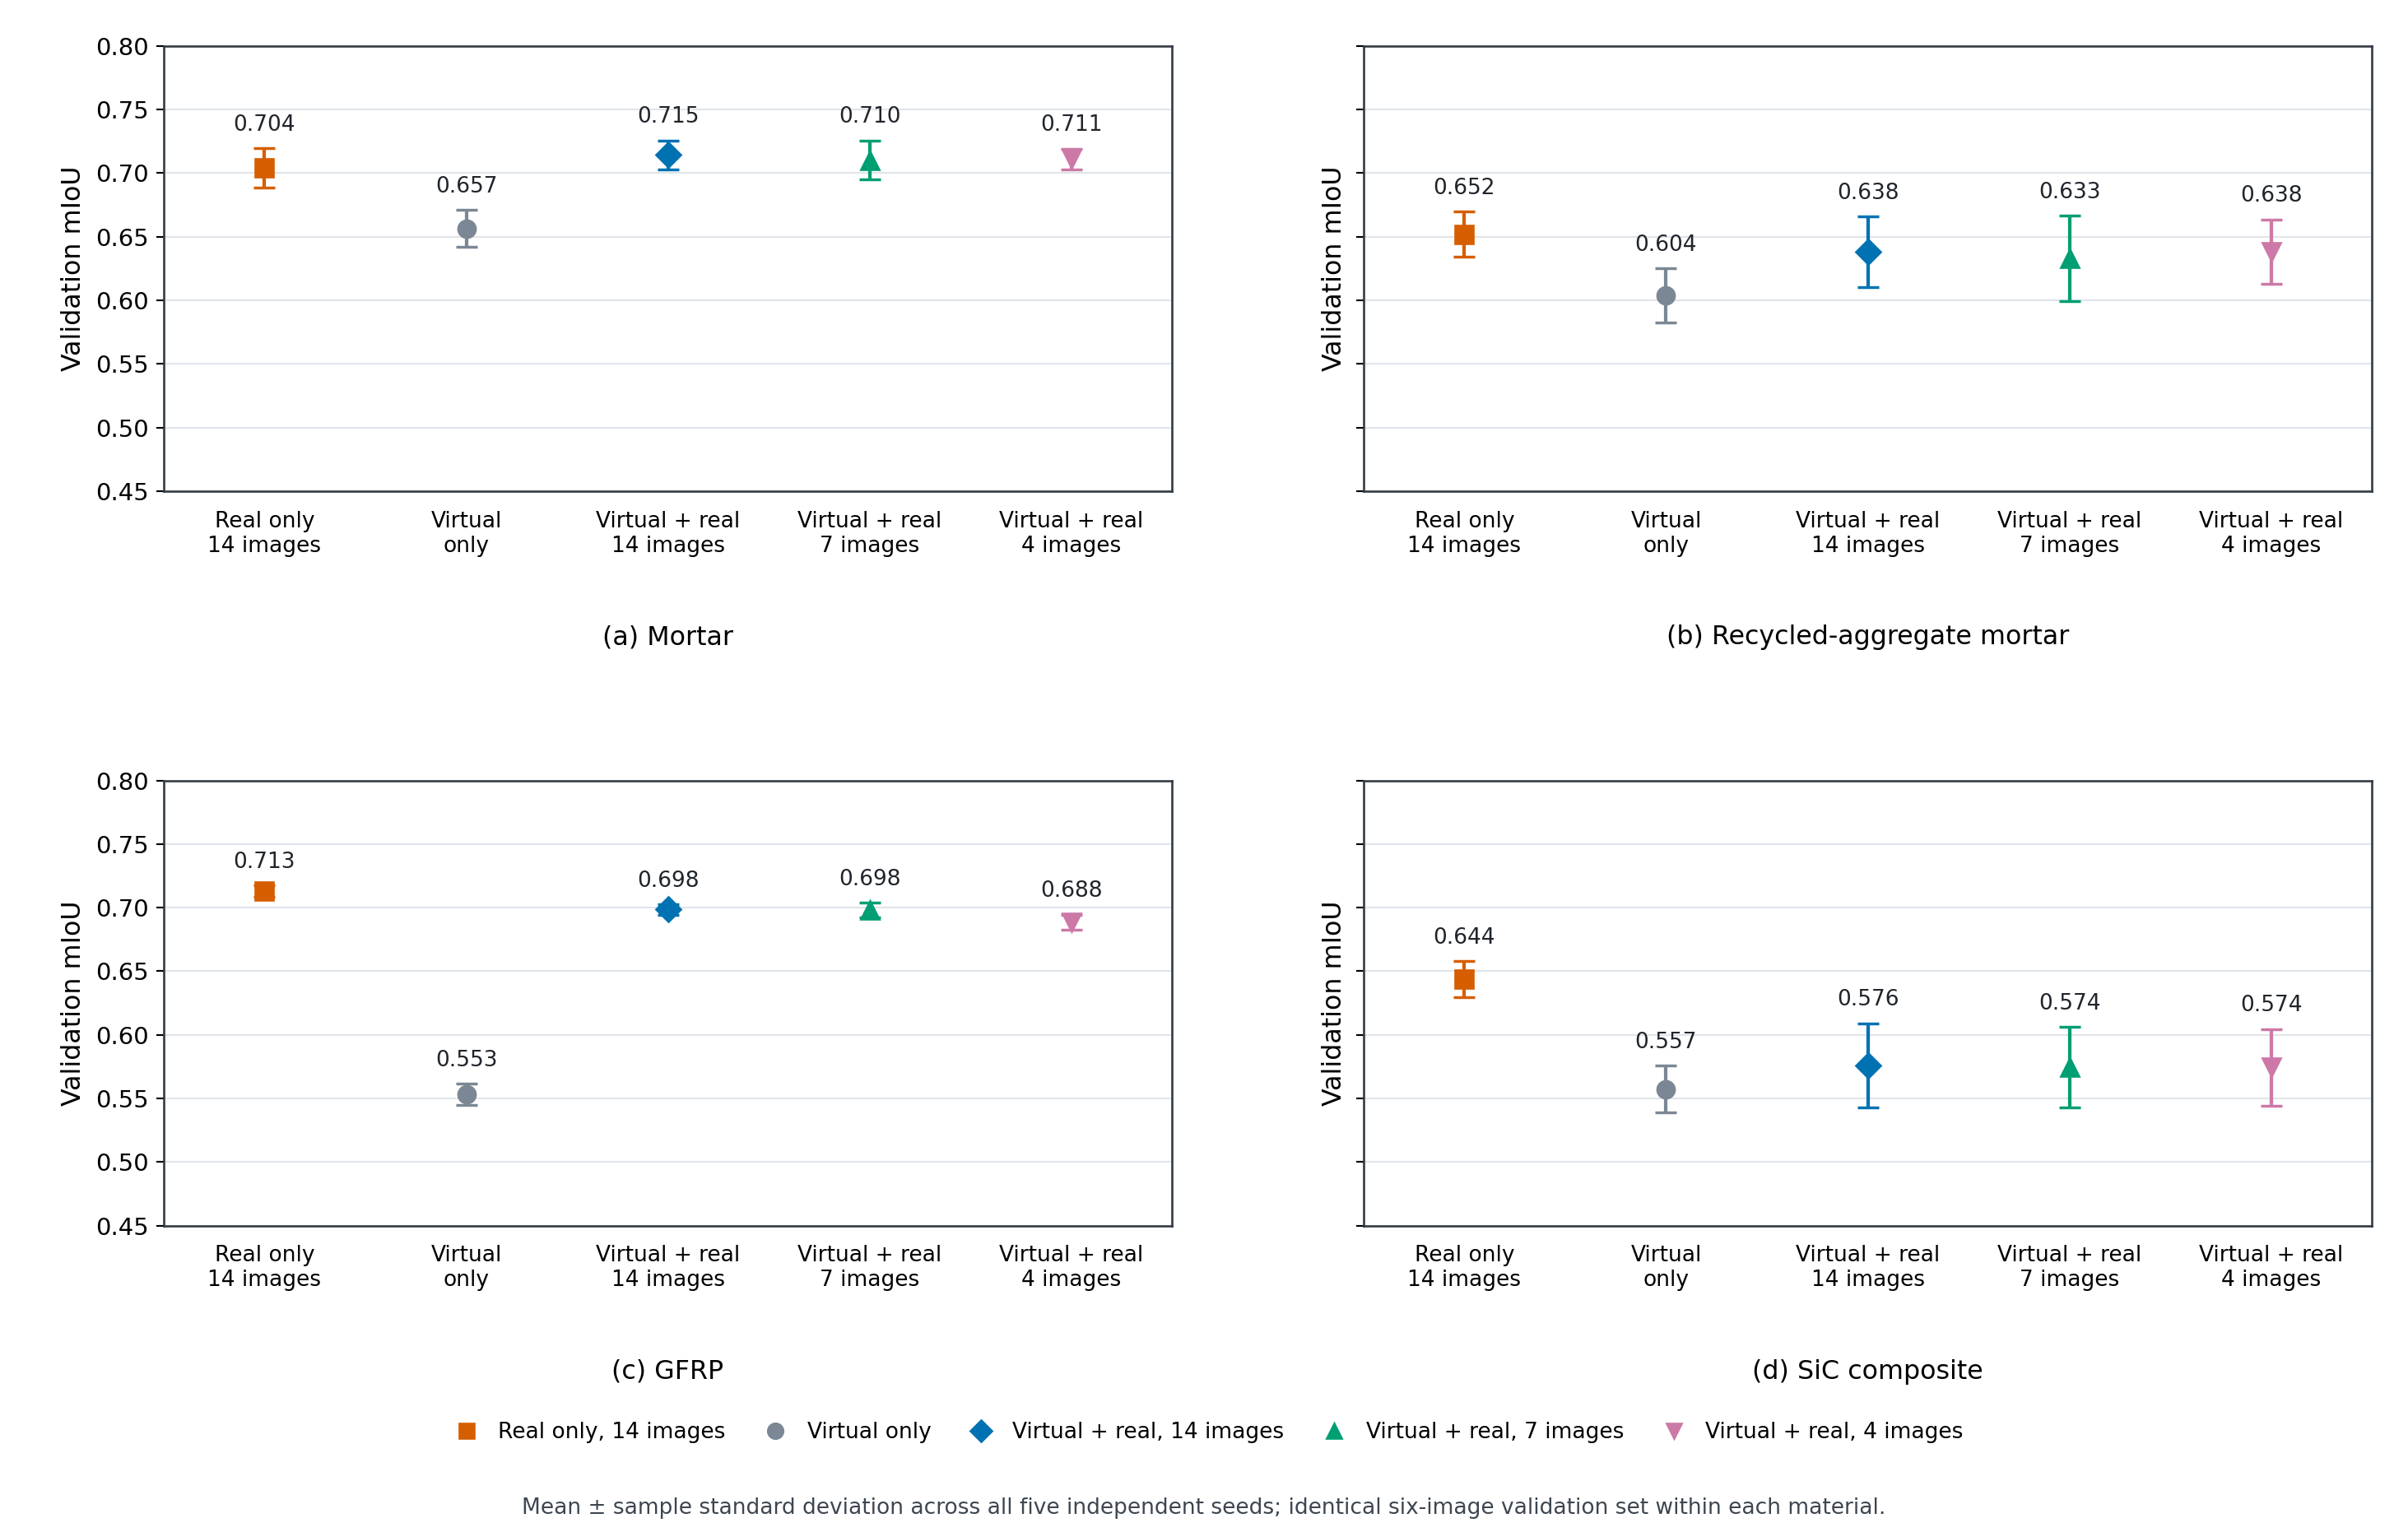 0.80
0.75
0.70
0.65
0.60
0.55
0.50
0.45
Validation mIoU
0.704
0.657
0.715
0.710
0.711
Real only
14 images
Virtual
only
Virtual + real
14 images
Virtual + real
7 images
Virtual + real
4 images
(a) Mortar
Validation mIoU
0.652
0.604
0.638
0.633
0.638
Real only
14 images
Virtual
only
Virtual + real
14 images
Virtual + real
7 images
Virtual + real
4 images
(b) Recycled-aggregate mortar
0.80
0.75
0.70
0.65
0.60
0.55
0.50
0.45
Validation mIoU
0.713
0.553
0.698
0.698
0.688
Real only
14 images
Virtual
only
Virtual + real
14 images
Virtual + real
7 images
Virtual + real
4 images
(c) GFRP
Validation mIoU
0.644
0.557
0.576
0.574
0.574
Real only
14 images
Virtual
only
Virtual + real
14 images
Virtual + real
7 images
Virtual + real
4 images
(d) SiC composite
Real only, 14 images
Virtual only
Virtual + real, 14 images
Virtual + real, 7 images
Virtual + real, 4 images
Mean ± sample standard deviation across all five independent seeds; identical six-image validation set within each material.